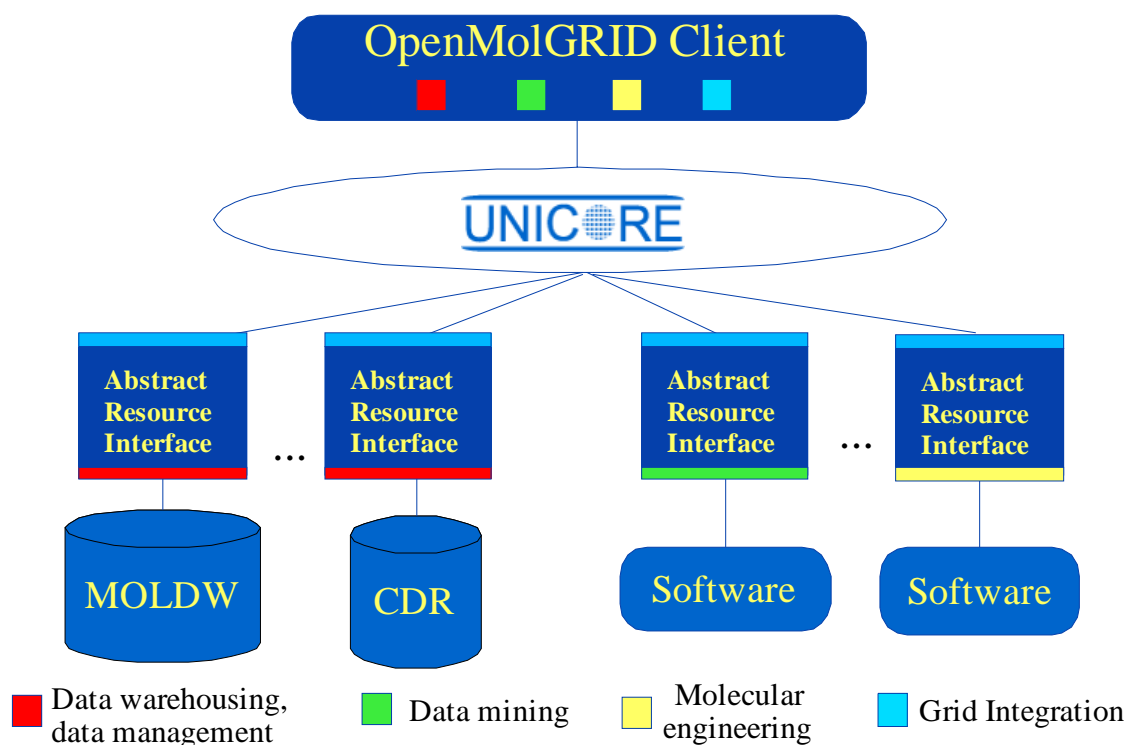 OpenMolGRID Client
UNICORE
Abstract
Resource
Interface
Abstract
Resource
Interface
Abstract
Resource
Interface
Abstract
Resource
Interface
...
...
MOLDW
CDR
Software
Software
Data warehousing,
data management
Data mining
Molecular
engineering
Grid Integration